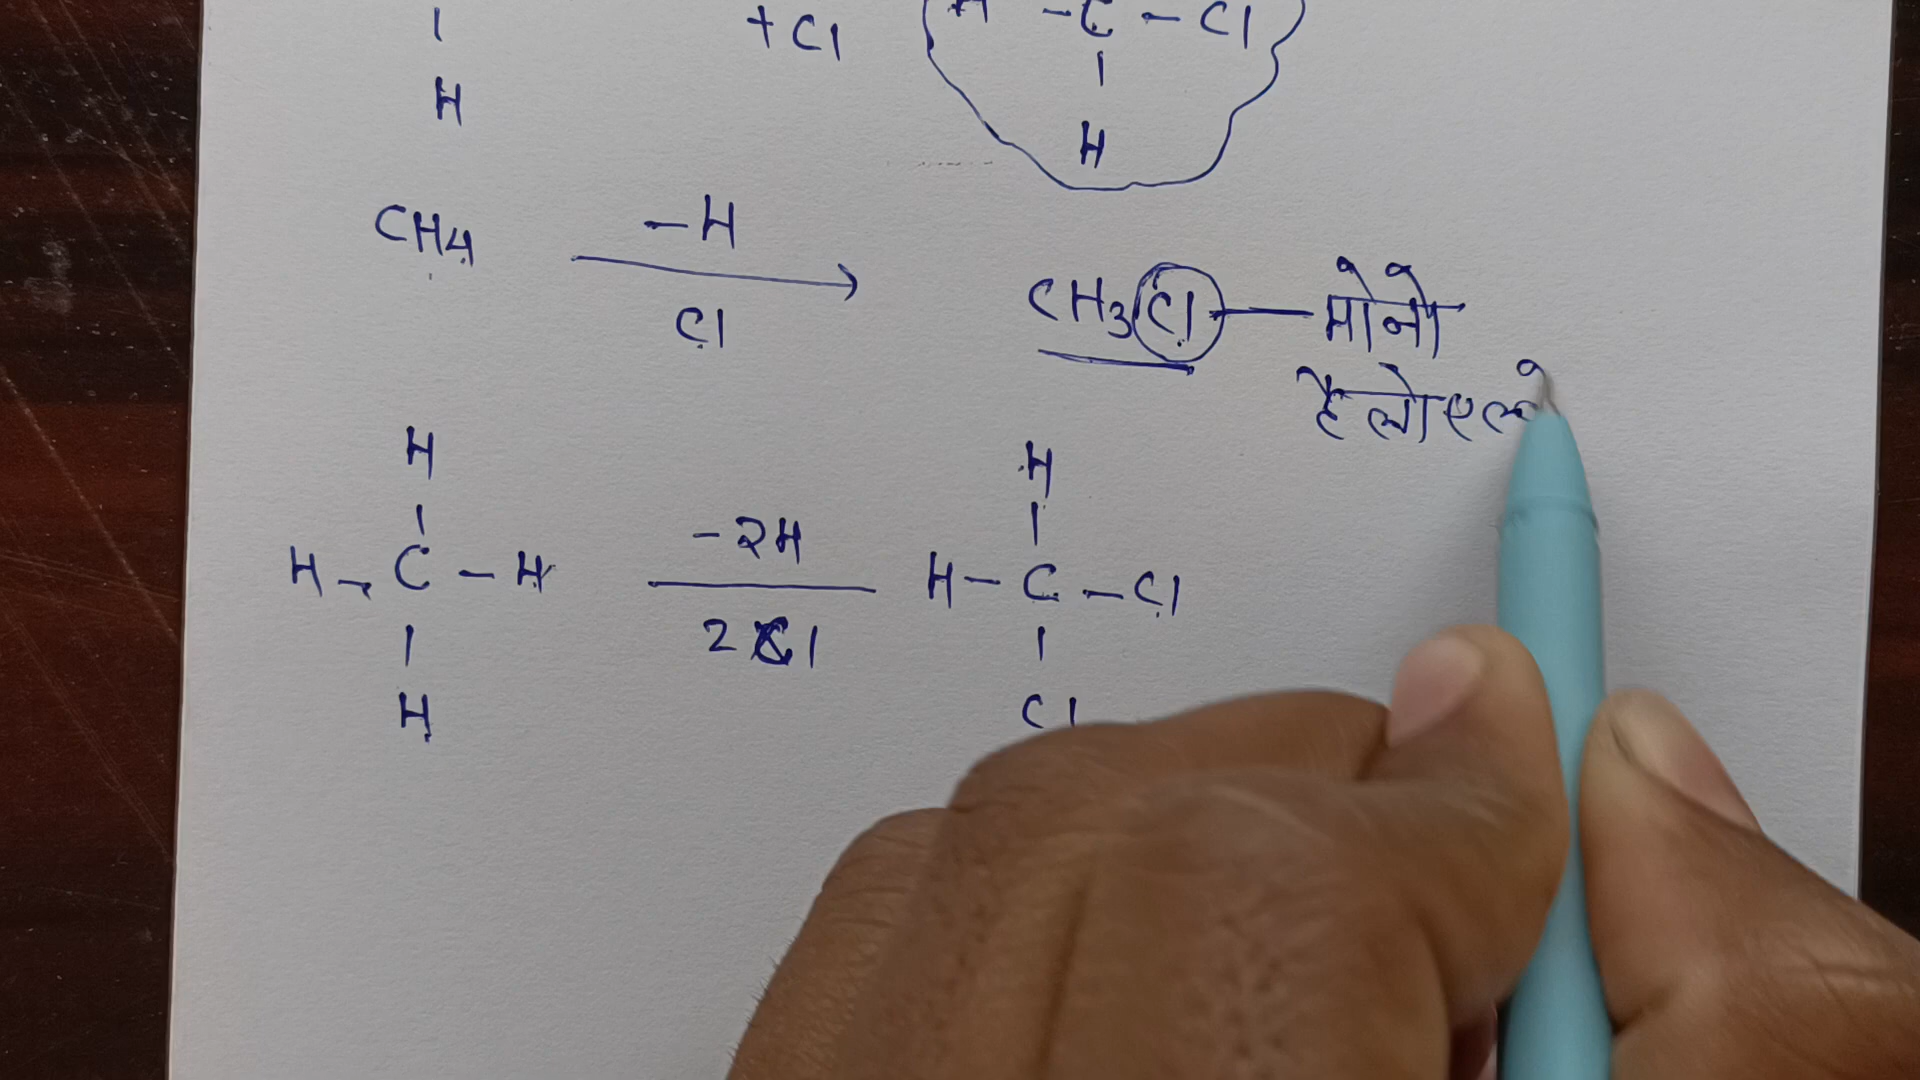 H — C — Cl
+ Cl
H
H
CH4 —H Cl → CH3Cl — मोनो
हैलोएल्
H
H
H — C — H
-2H
2Cl
H — C — Cl
H
Cl